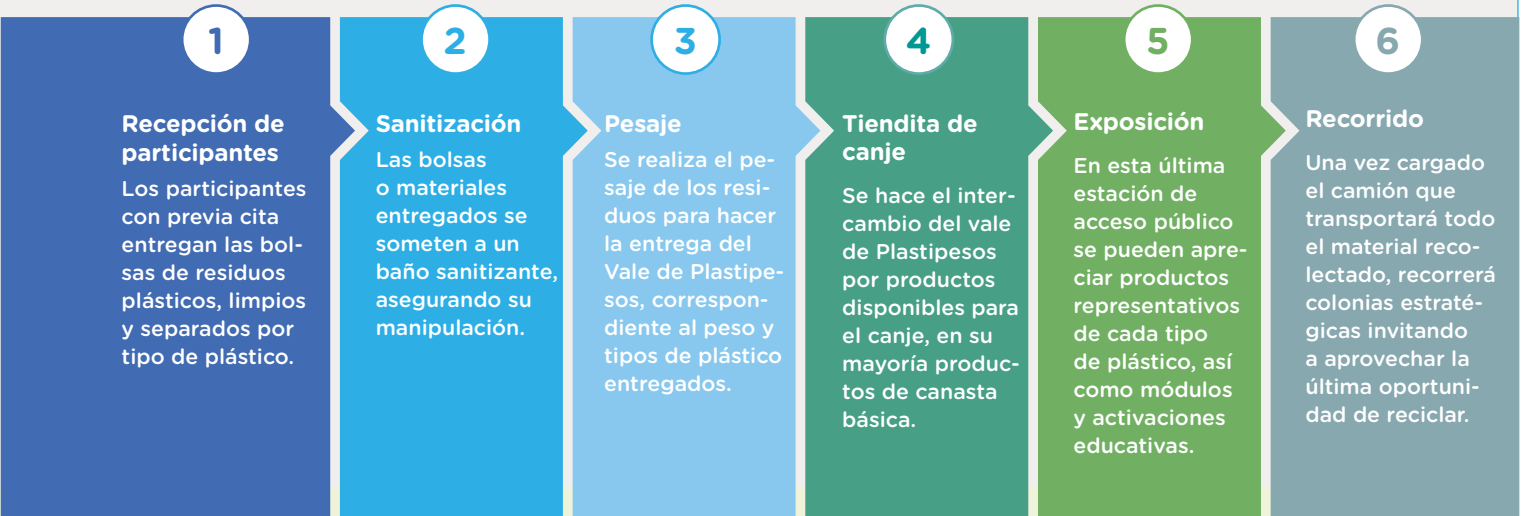 1
Recepción de
participantes
Los participantes
con previa cita
entregan las bol-
sas de residuos
plásticos, limpios
y separados por
tipo de plástico.
2
Sanitización
Las bolsas
o materiales
entregados se
someten a un
baño sanitizante,
asegurando su
manipulación.
3
Pesaje
Se realiza el pe-
saje de los resi-
duos para hacer
la entrega del
Vale de Plastipe-
sos, correspon-
diente al peso y
tipos de plástico
entregados.
4
Tiendita de
canje
Se hace el inter-
cambio del vale
de Plastipesos
por productos
disponibles para
el canje, en su
mayoría produc-
tos de canasta
básica.
5
Exposición
En esta última
estación de
acceso público
se pueden apre-
ciar productos
representativos
de cada tipo
de plástico, así
como módulos
y activaciones
educativas.
6
Recorrido
Una vez cargado
el camión que
transportará todo
el material reco-
lectado, recorrerá
colonias estraté-
gicas invitando
a aprovechar la
última oportuni-
dad de reciclar.